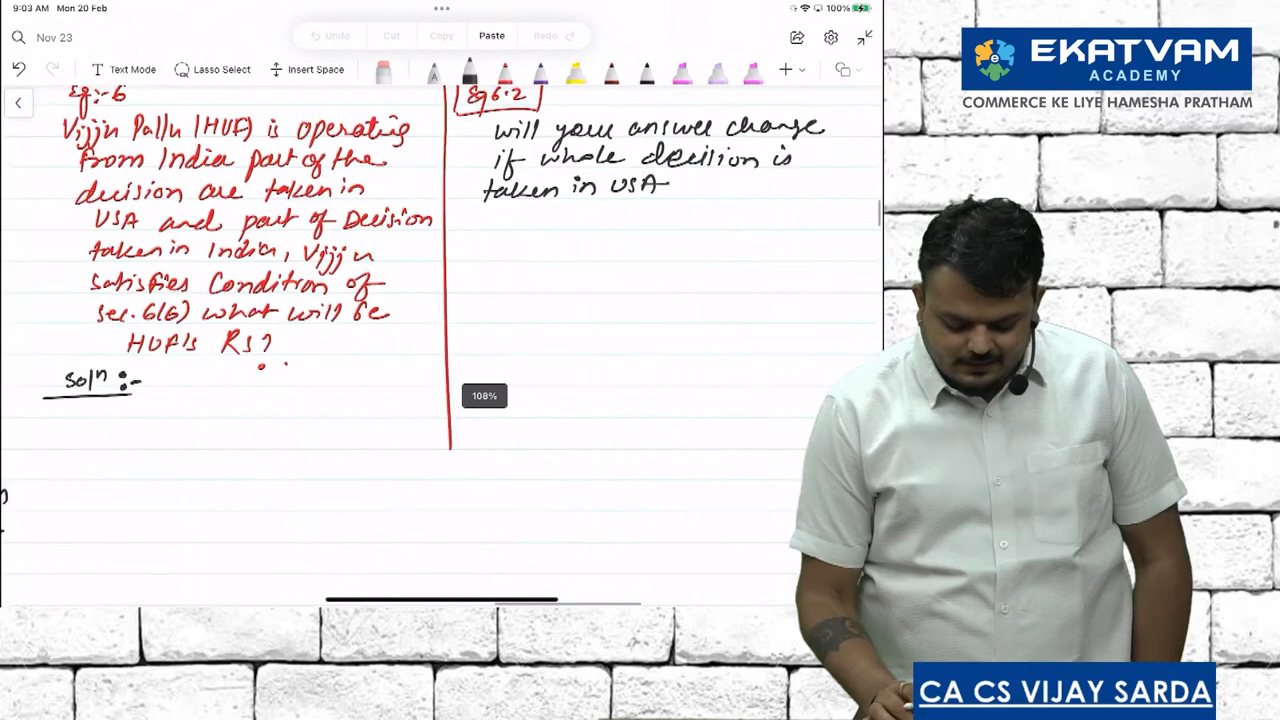 9:03 AM Mon 20 Feb
100%
Nov 23
Undo
Cut
Copy
Paste
Redo
Text Mode
Lasso Select
Insert Space
Eg:-6
Vijju Pallu (HUF) is operating
from India part of the
decision are taken in
USA and part of Decision
taken in India, Vijju
satisfies Condition of
sec. 6(6) what will be
HUF's RS?
Soln :-
Eg 6.2
will your answer change
if whole decision is
taken in USA
108%
EKATVAM
ACADEMY
COMMERCE KE LIYE HAMESHA PRATHAM
CA CS VIJAY SARDA